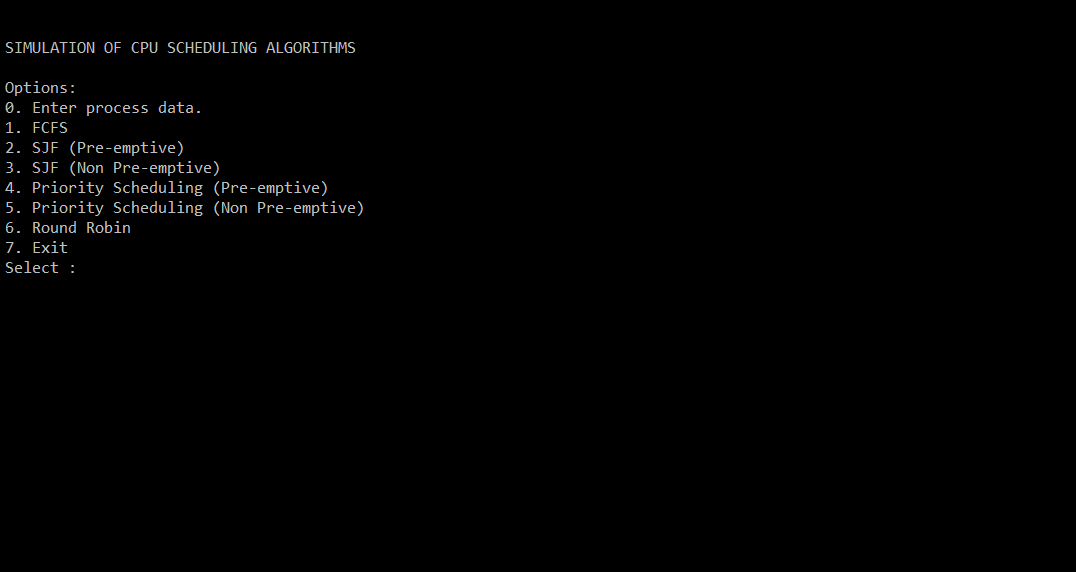 SIMULATION OF CPU SCHEDULING ALGORITHMS
Options:
0. Enter process data.
1. FCFS
2. SJF (Pre-emptive)
3. SJF (Non Pre-emptive)
4. Priority Scheduling (Pre-emptive)
5. Priority Scheduling (Non Pre-emptive)
6. Round Robin
7. Exit
Select :